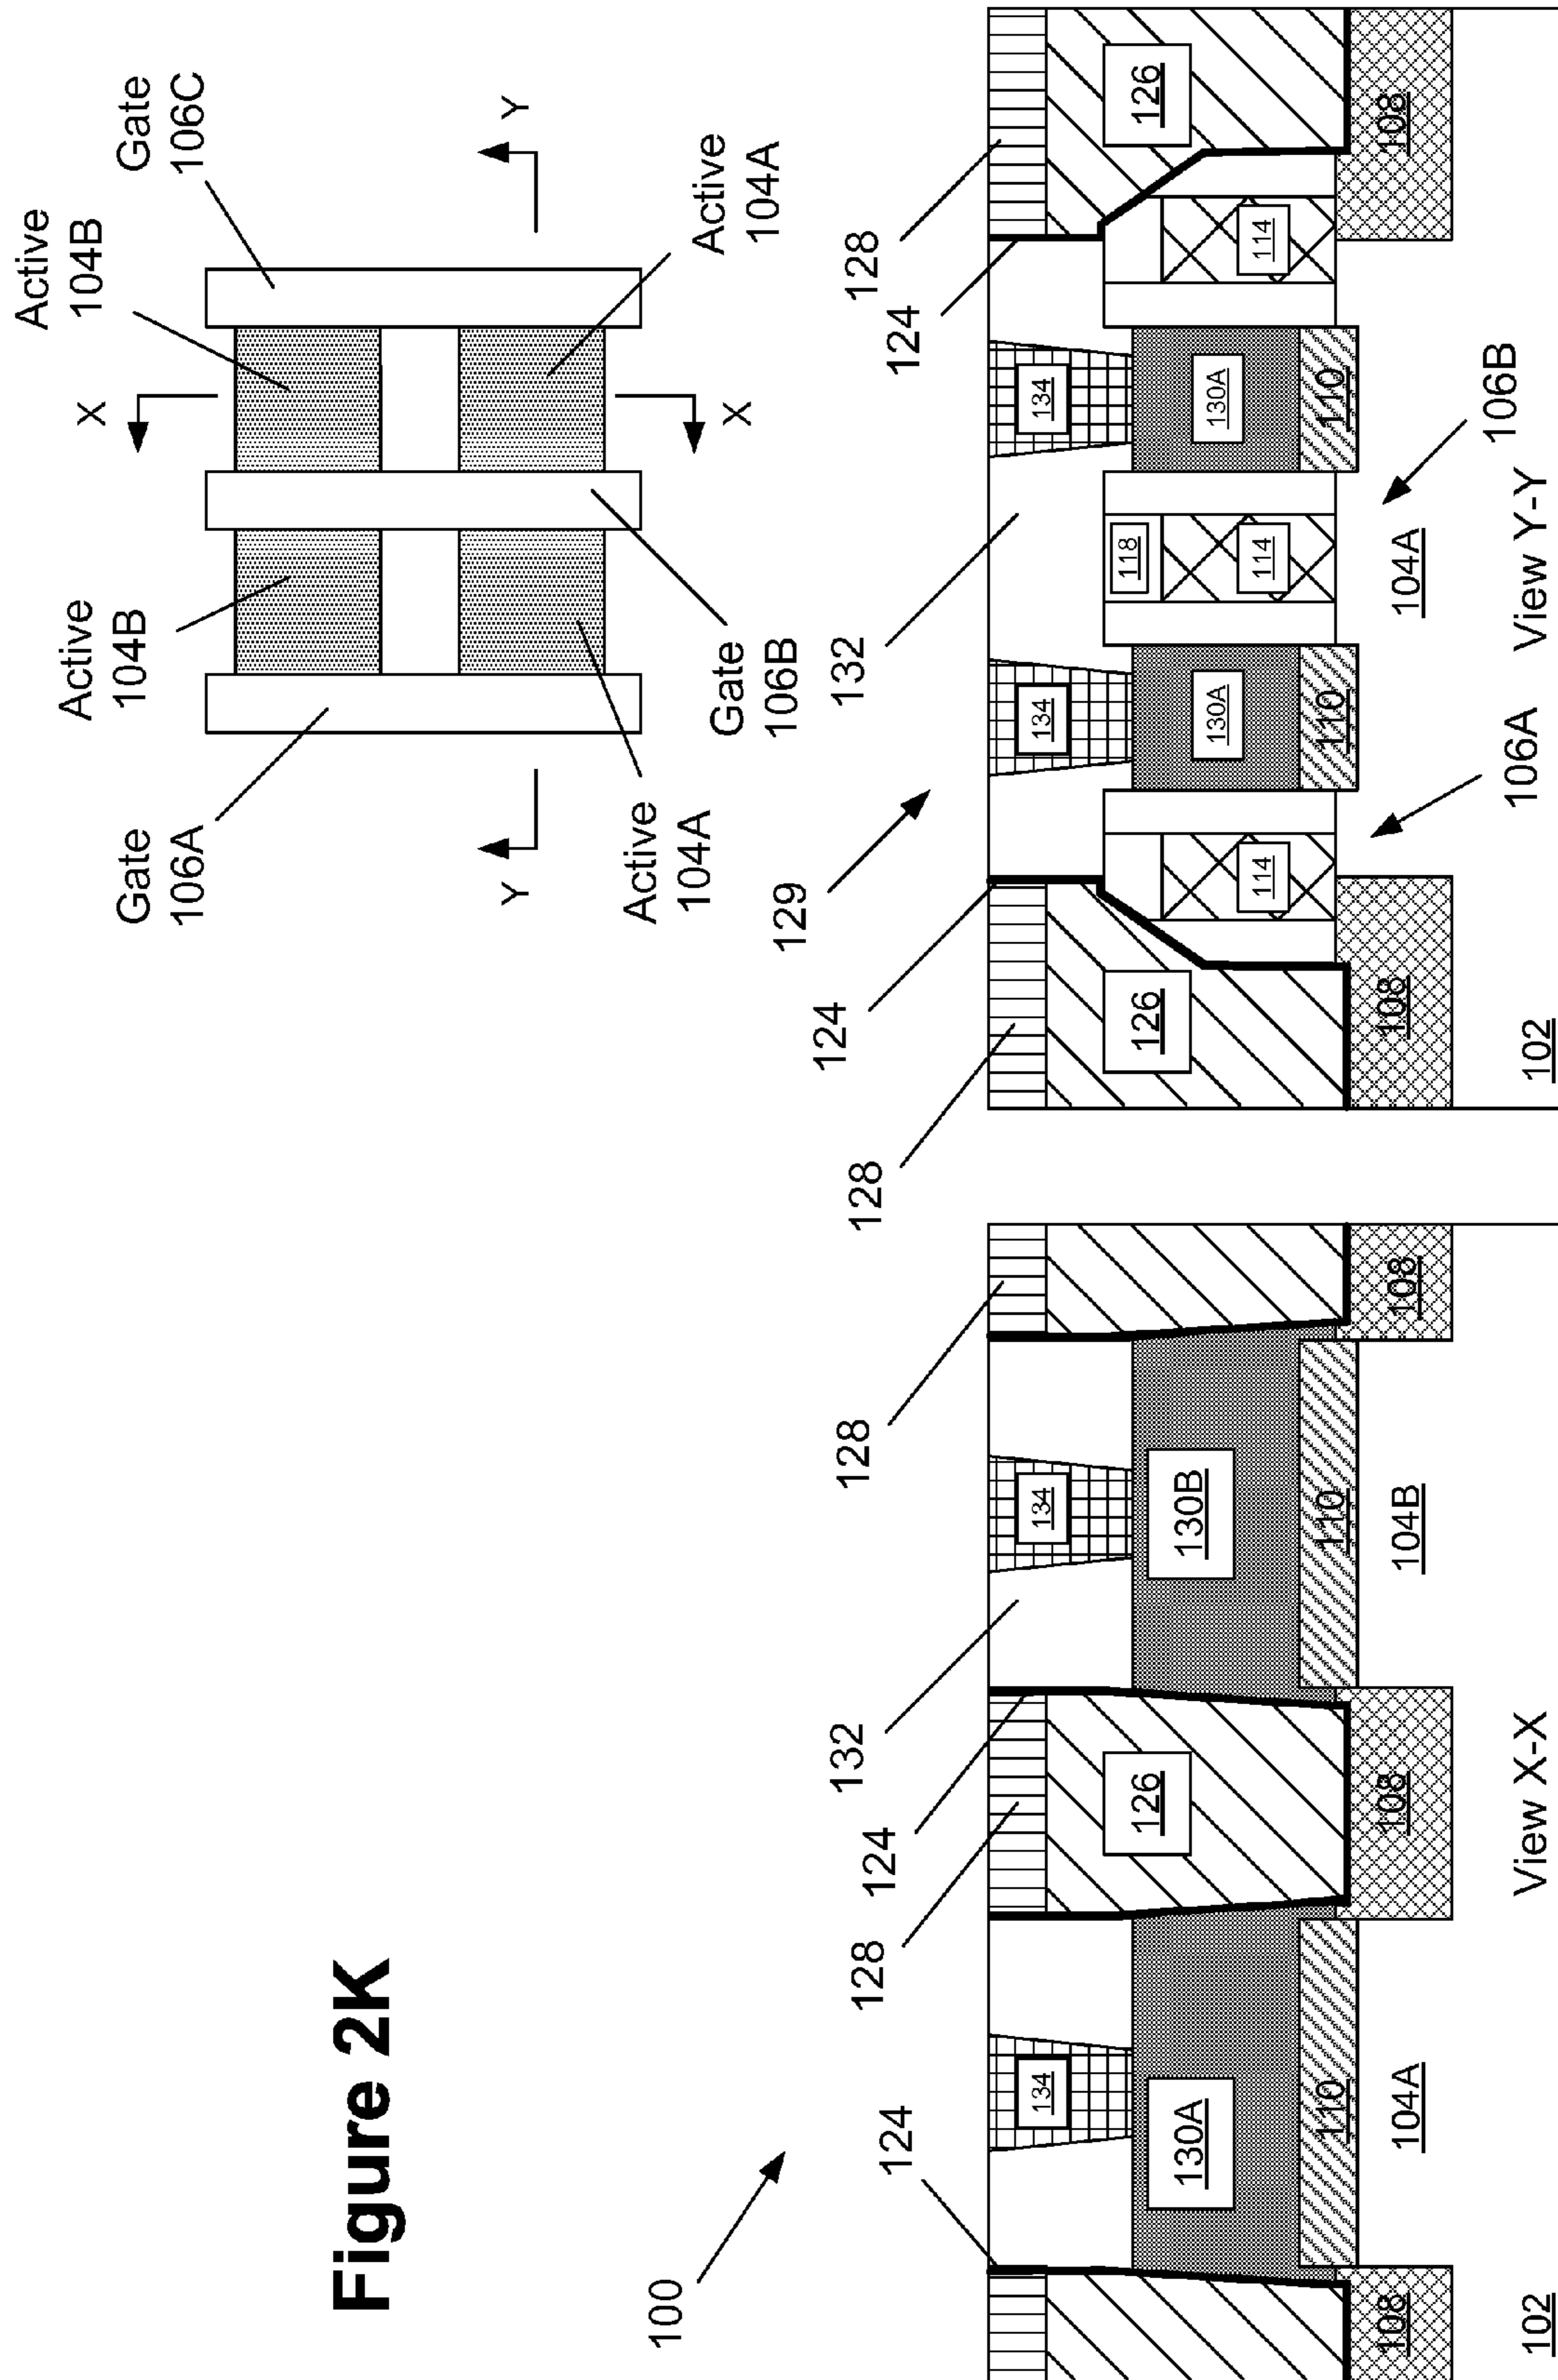 Active
104B
Active
104B
X
Gate
106C
Gate
106A
Figure 2K
Y
Y
Active
104A
Active
104A
Gate
106B
X
100
129
124
128
124
132
128
128
124
132
124
128
134
134
134
134
118
130A
126
130B
126
126
114
130A
114
130A
114
108
110
108
110
108
108
110
110
108
104A
104B
104A
106A
106B
102
View X-X
102
View Y-Y